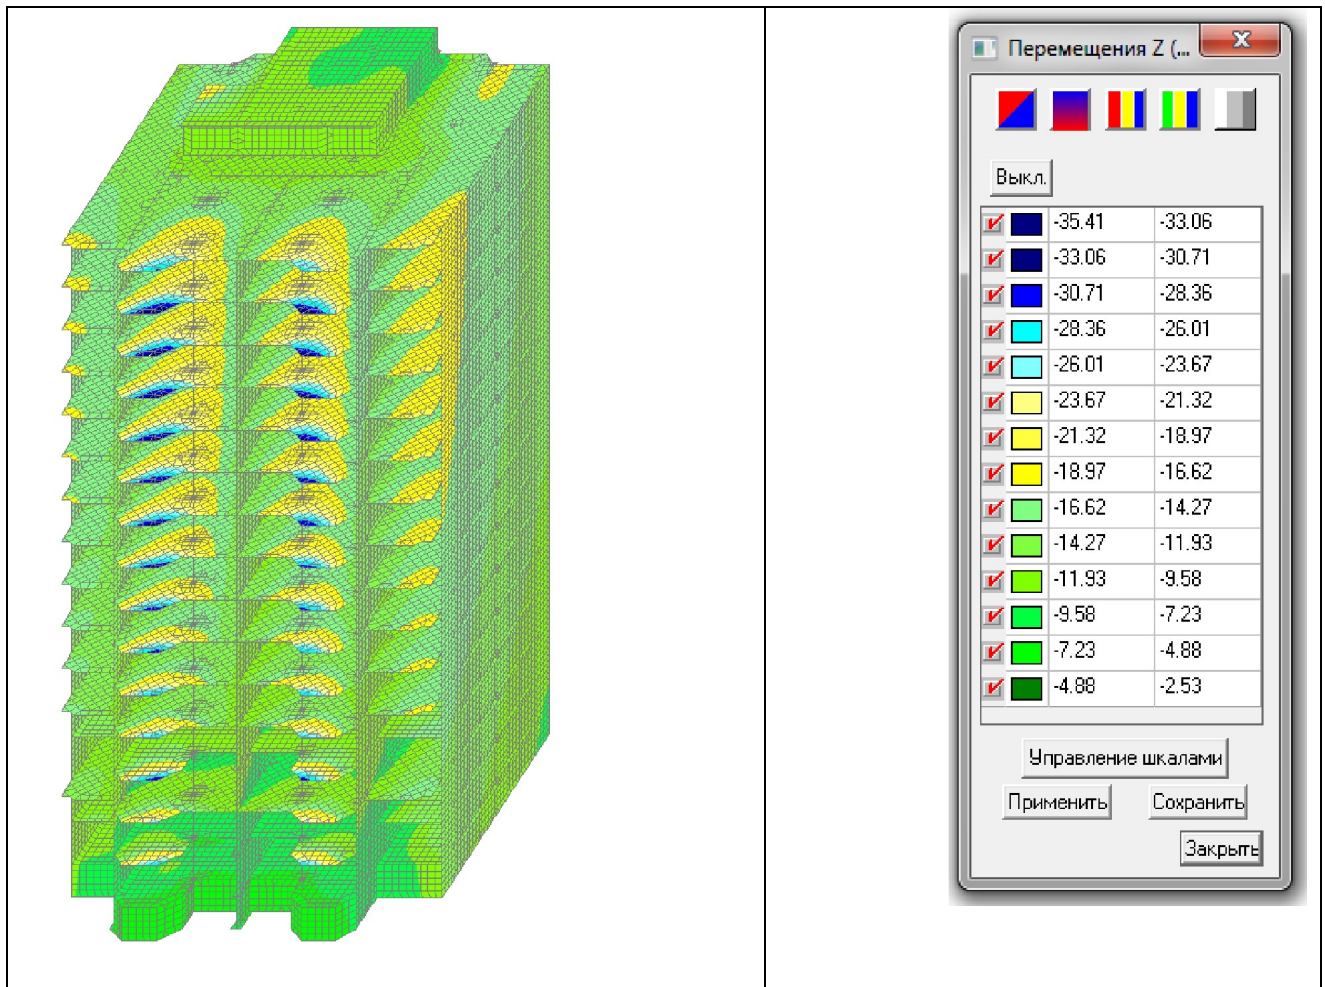 Перемещения Z (...
Выкл.
-35.41 -33.06
-33.06 -30.71
-30.71 -28.36
-28.36 -26.01
-26.01 -23.67
-23.67 -21.32
-21.32 -18.97
-18.97 -16.62
-16.62 -14.27
-14.27 -11.93
-11.93 -9.58
-9.58 -7.23
-7.23 -4.88
-4.88 -2.53
Управление шкалами
Применить Сохранить
Закрыть